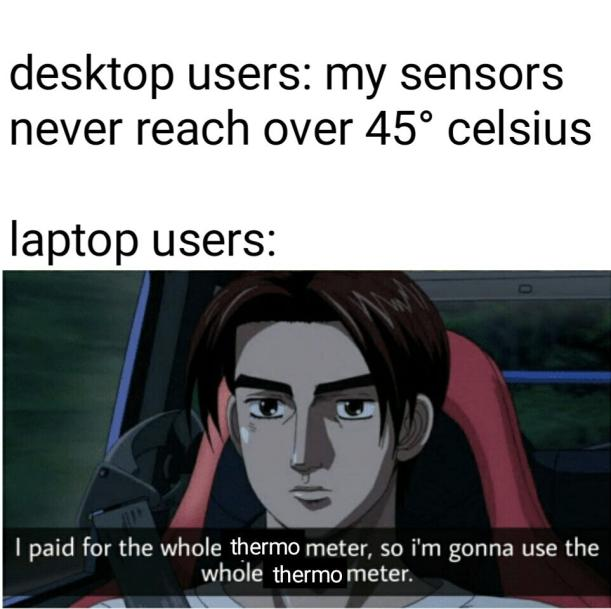 desktop users: my sensors
never reach over 45° celsius
laptop users:
I paid for the whole thermo meter, so i'm gonna use the
whole thermo meter.